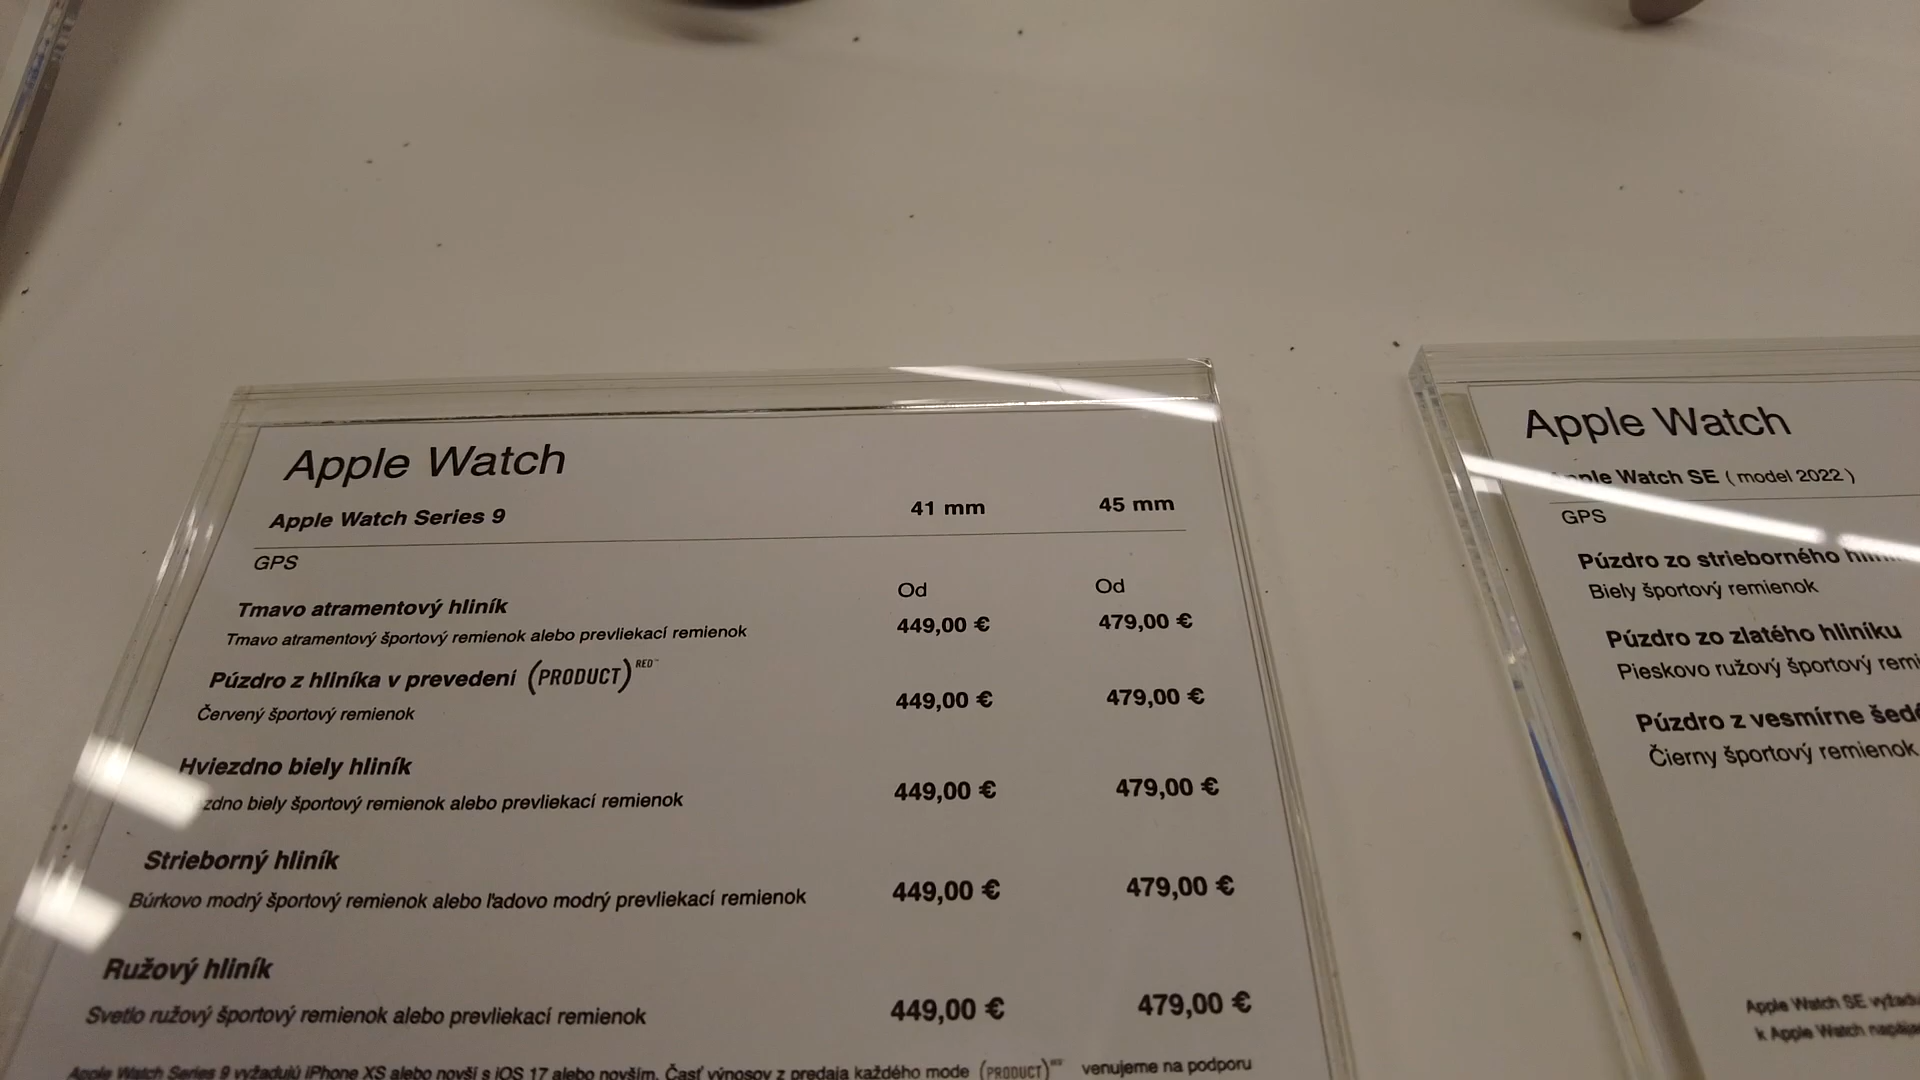 Apple Watch
Apple Watch Series 9 41 mm 45 mm
GPS
Od Od
Tmavo atramentový hliník
449,00 € 479,00 €
Tmavo atramentový športový remienok alebo prevliekací remienok
Púzdro z hliníka v prevedení (PRODUCT)RED™
449,00 € 479,00 €
Červený športový remienok
Hviezdno biely hliník
449,00 € 479,00 €
biely športový remienok alebo prevliekací remienok
Strieborný hliník
449,00 € 479,00 €
Búrkovo modrý športový remienok alebo ľadovo modrý prevliekací remienok
Ružový hliník
449,00 € 479,00 €
Svetlo ružový športový remienok alebo prevliekací remienok
Apple Watch Series 9 vyžadujú iPhone XS alebo novší s iOS 17 alebo novším. Časť výnosov z predaja každého mode (PRODUCT)RED venujeme na podporu
Apple Watch
Apple Watch SE ( model 2022 )
GPS
Púzdro zo strieborného
Biely športový remienok
Púzdro zo zlatého hliníku
Pieskovo ružový športový
Púzdro z vesmírne
Čierny športový remienok
Apple Watch SE
k Apple Watch